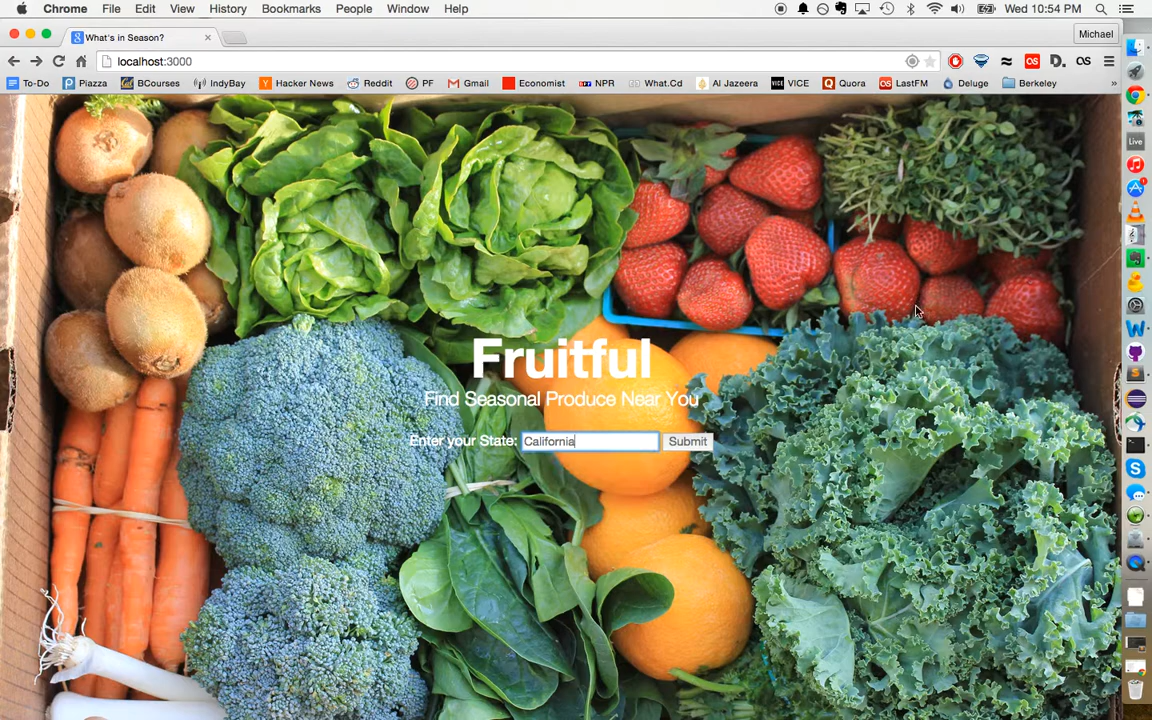 Chrome File Edit View History Bookmarks People Window Help Wed 10:54 PM
What's in Season? Michael
localhost:3000
To-Do Piazza BCourses IndyBay Hacker News Reddit PF Gmail Economist NPR What.Cd Al Jazeera VICE Quora LastFM Deluge Berkeley »
Live
Fruitful
Find Seasonal Produce Near You
Enter your State: California Submit